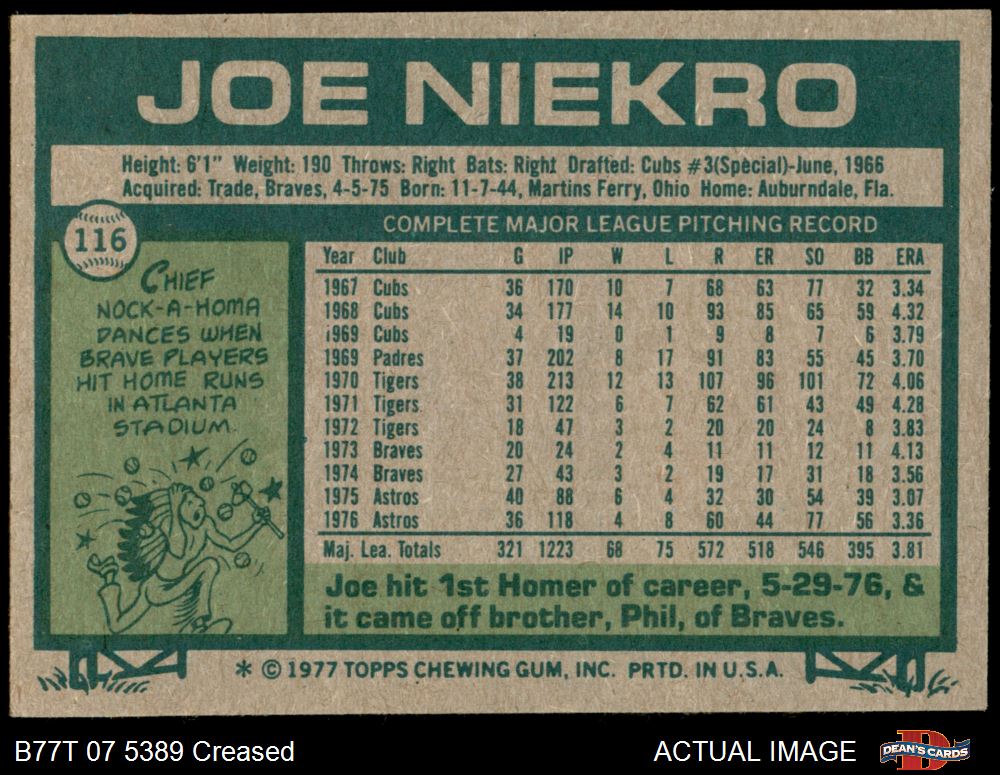 JOE NIEKRO
Height: 6'1" Weight: 190 Throws: Right Bats: Right Drafted: Cubs #3(Special)-June, 1966
Acquired: Trade, Braves, 4-5-75 Born: 11-7-44, Martins Ferry, Ohio Home: Auburndale, Fla.
116
CHIEF
NOCK-A-HOMA
DANCES WHEN
BRAVE PLAYERS
HIT HOME RUNS
IN ATLANTA
STADIUM.
COMPLETE MAJOR LEAGUE PITCHING RECORD
Year Club G IP W L R ER SO BB ERA
1967 Cubs 36 170 10 7 68 63 77 32 3.34
1968 Cubs 34 177 14 10 93 85 65 59 4.32
1969 Cubs 4 19 0 1 9 8 7 6 3.79
1969 Padres 37 202 8 17 91 83 55 45 3.70
1970 Tigers 38 213 12 13 107 96 101 72 4.06
1971 Tigers 31 122 6 7 62 61 43 49 4.28
1972 Tigers 18 47 3 2 20 20 24 8 3.83
1973 Braves 20 24 2 4 11 11 12 11 4.13
1974 Braves 27 43 3 2 19 17 31 18 3.56
1975 Astros 40 88 6 4 32 30 54 39 3.07
1976 Astros 36 118 4 8 60 44 77 56 3.36
Maj. Lea. Totals 321 1223 68 75 572 518 546 395 3.81
Joe hit 1st Homer of career, 5-29-76, &
it came off brother, Phil, of Braves.
* © 1977 TOPPS CHEWING GUM, INC. PRTD. IN U.S.A.
B77T 07 5389 Creased
ACTUAL IMAGE
DEAN'S CARDS